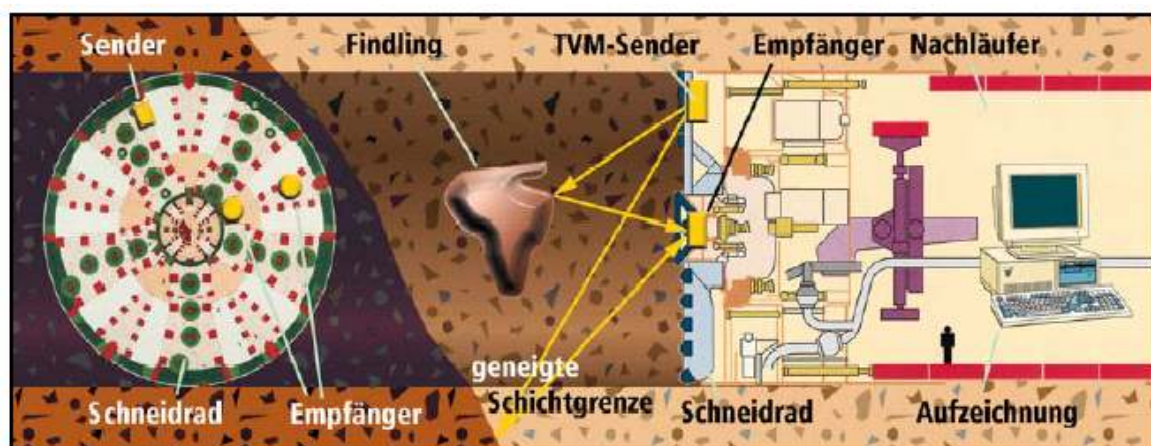 Sender
Findling
TVM-Sender
Empfänger
Nachläufer
geneigte
Schichtgrenze
Schneidrad
Empfänger
Schneidrad
Aufzeichnung